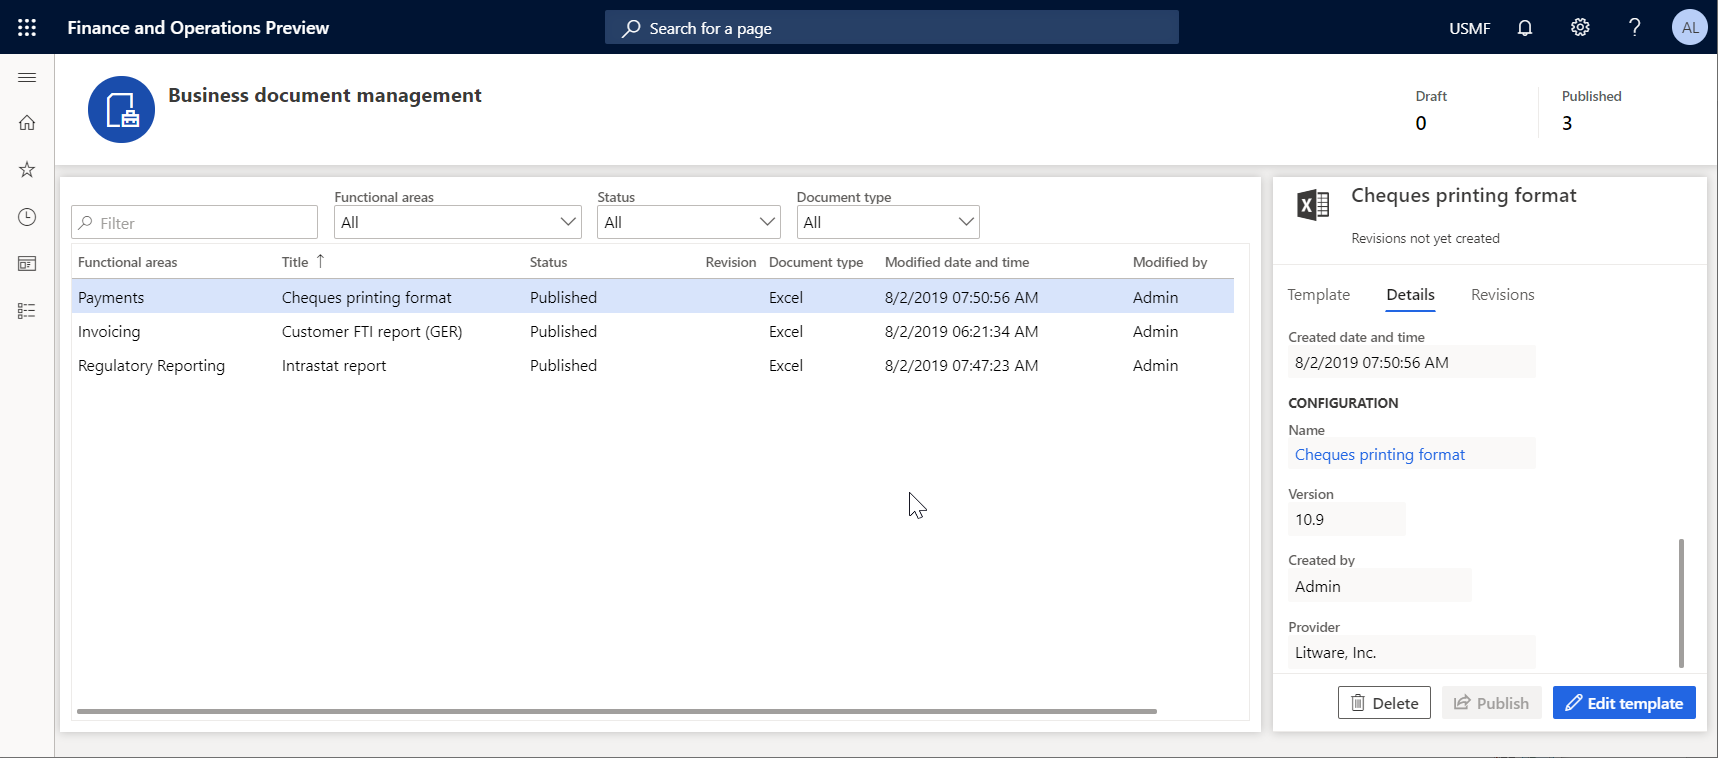 Finance and Operations Preview
Search for a page
USMF
?
AL
Business document management
Draft
0
Published
3
Functional areas
Status
Document type
Filter
All
All
All
Functional areas Title ↑ Status Revision Document type Modified date and time Modified by
Payments Cheques printing format Published Excel 8/2/2019 07:50:56 AM Admin
Invoicing Customer FTI report (GER) Published Excel 8/2/2019 06:21:34 AM Admin
Regulatory Reporting Intrastat report Published Excel 8/2/2019 07:47:23 AM Admin
X
Cheques printing format
Revisions not yet created
Template Details Revisions
Created date and time
8/2/2019 07:50:56 AM
CONFIGURATION
Name
Cheques printing format
Version
10.9
Created by
Admin
Provider
Litware, Inc.
Delete
Publish
Edit template